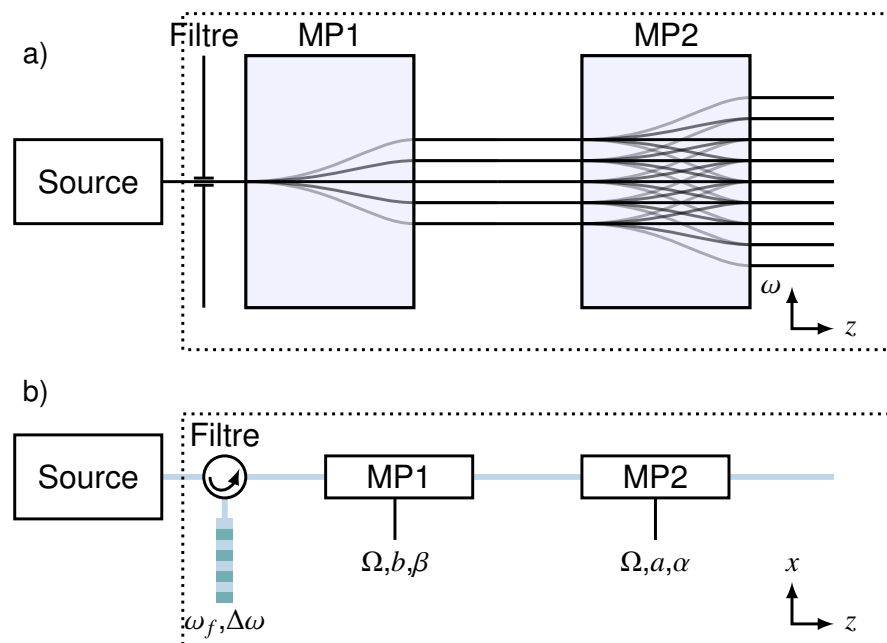 a)
Filtre MP1 MP2
Source
ω
z
b)
Filtre
Source MP1 MP2
Ω,b,β Ω,a,α
x
ω_f,Δω z